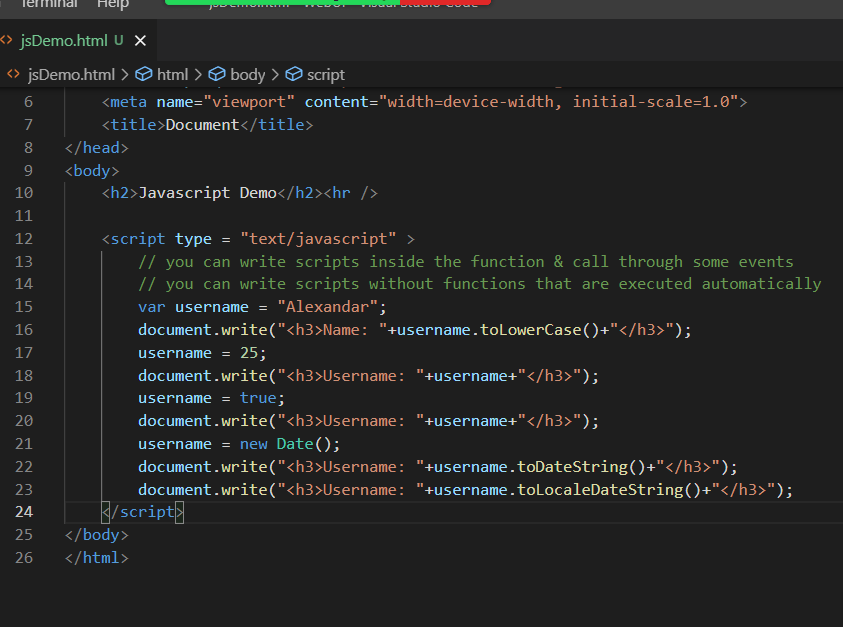 Terminal Help jsDemo.html - WebUI - Visual Studio Code
<> jsDemo.html U ×
<> jsDemo.html > html > body > script
6 <meta name="viewport" content="width=device-width, initial-scale=1.0">
7 <title>Document</title>
8 </head>
9 <body>
10 <h2>Javascript Demo</h2><hr />
11
12 <script type = "text/javascript" >
13 // you can write scripts inside the function & call through some events
14 // you can write scripts without functions that are executed automatically
15 var username = "Alexandar";
16 document.write("<h3>Name: "+username.toLowerCase()+"</h3>");
17 username = 25;
18 document.write("<h3>Username: "+username+"</h3>");
19 username = true;
20 document.write("<h3>Username: "+username+"</h3>");
21 username = new Date();
22 document.write("<h3>Username: "+username.toDateString()+"</h3>");
23 document.write("<h3>Username: "+username.toLocaleDateString()+"</h3>");
24 </script>
25 </body>
26 </html>